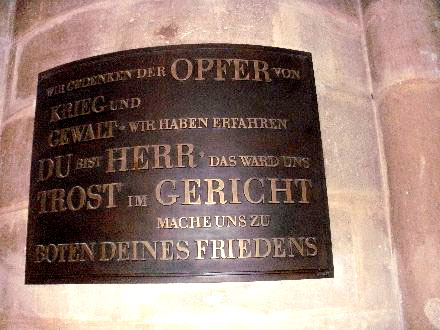 WIR GEDENKEN DER OPFER VON
KRIEG UND
GEWALT - WIR HABEN ERFAHREN
DU BIST HERR, DAS WARD UNS
TROST IM GERICHT
MACHE UNS ZU
BOTEN DEINES FRIEDENS